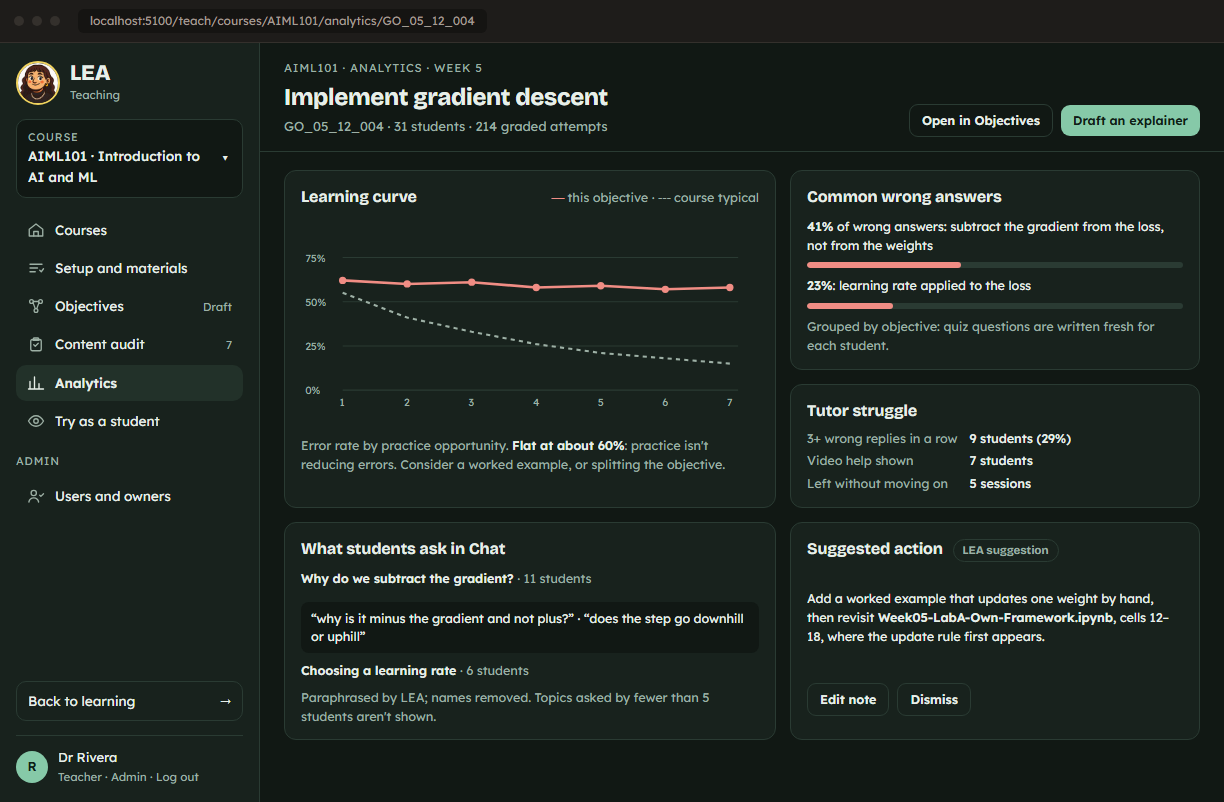 localhost:5100/teach/courses/AIML101/analytics/GO_05_12_004
LEA
Teaching
COURSE
AIML101 · Introduction to
AI and ML
▾
Courses
Setup and materials
Objectives Draft
Content audit 7
Analytics
Try as a student
ADMIN
Users and owners
Back to learning →
R
Dr Rivera
Teacher · Admin · Log out
AIML101 · ANALYTICS · WEEK 5
Implement gradient descent
GO_05_12_004 · 31 students · 214 graded attempts
Open in Objectives
Draft an explainer
Learning curve
— this objective · --- course typical
75%
50%
25%
0%
1 2 3 4 5 6 7
Error rate by practice opportunity. Flat at about 60%: practice isn't
reducing errors. Consider a worked example, or splitting the objective.
Common wrong answers
41% of wrong answers: subtract the gradient from the loss,
not from the weights
23%: learning rate applied to the loss
Grouped by objective: quiz questions are written fresh for
each student.
Tutor struggle
3+ wrong replies in a row 9 students (29%)
Video help shown 7 students
Left without moving on 5 sessions
What students ask in Chat
Why do we subtract the gradient? · 11 students
“why is it minus the gradient and not plus?” · “does the step go downhill
or uphill”
Choosing a learning rate · 6 students
Paraphrased by LEA; names removed. Topics asked by fewer than 5
students aren't shown.
Suggested action LEA suggestion
Add a worked example that updates one weight by hand,
then revisit Week05-LabA-Own-Framework.ipynb, cells 12–
18, where the update rule first appears.
Edit note
Dismiss